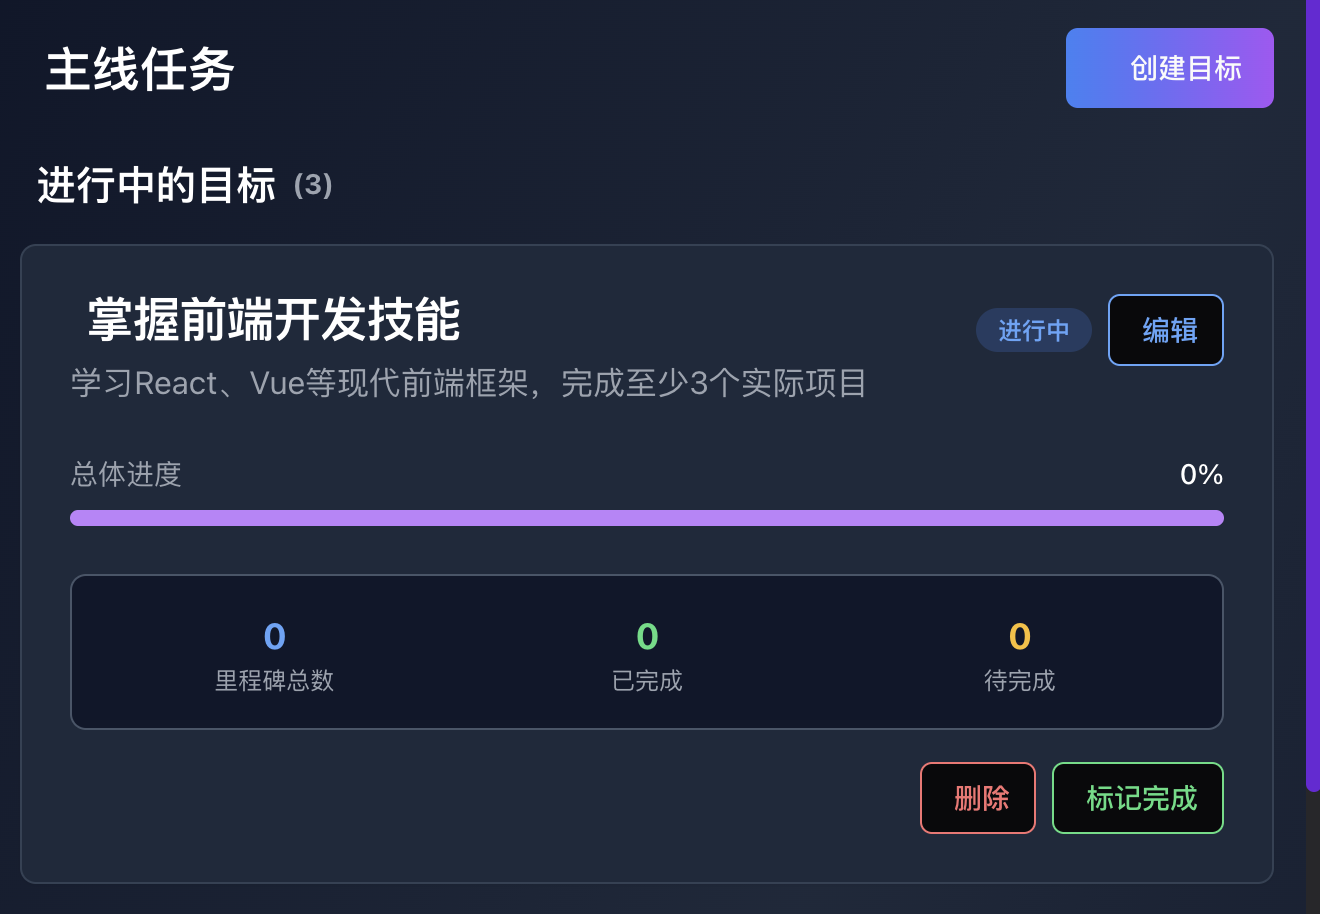 主线任务
创建目标
进行中的目标 (3)
掌握前端开发技能
进行中
编辑
学习React、Vue等现代前端框架，完成至少3个实际项目
总体进度
0%
0
里程碑总数
0
已完成
0
待完成
删除
标记完成